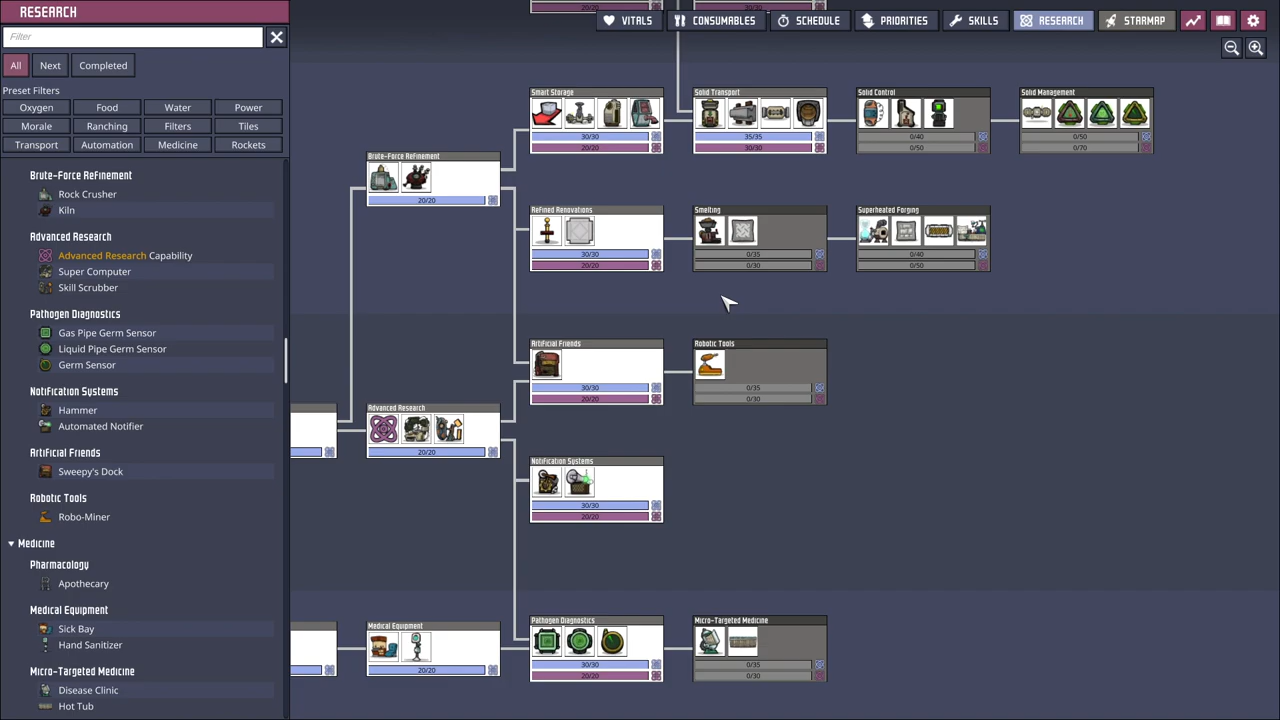 RESEARCH
VITALS
CONSUMABLES
SCHEDULE
PRIORITIES
SKILLS
RESEARCH
STARMAP
Filter
All
Next
Completed
Preset Filters
Oxygen
Food
Water
Power
Morale
Ranching
Filters
Tiles
Transport
Automation
Medicine
Rockets
Brute-Force Refinement
Rock Crusher
Kiln
Advanced Research
Advanced Research Capability
Super Computer
Skill Scrubber
Pathogen Diagnostics
Gas Pipe Germ Sensor
Liquid Pipe Germ Sensor
Germ Sensor
Notification Systems
Hammer
Automated Notifier
Artificial Friends
Sweepy's Dock
Robotic Tools
Robo-Miner
Medicine
Pharmacology
Apothecary
Medical Equipment
Sick Bay
Hand Sanitizer
Micro-Targeted Medicine
Disease Clinic
Hot Tub
20/20
30/30
Smart Storage
30/30
20/20
Solid Transport
35/35
30/30
Solid Control
0/40
0/50
Solid Management
0/50
0/70
Brute-Force Refinement
20/20
Refined Renovations
30/30
20/20
Smelting
0/35
0/30
Superheated Forging
0/40
0/50
Artificial Friends
30/30
20/20
Robotic Tools
0/35
0/30
Advanced Research
20/20
Notification Systems
30/30
20/20
Medical Equipment
20/20
Pathogen Diagnostics
30/30
20/20
Micro-Targeted Medicine
0/35
0/30